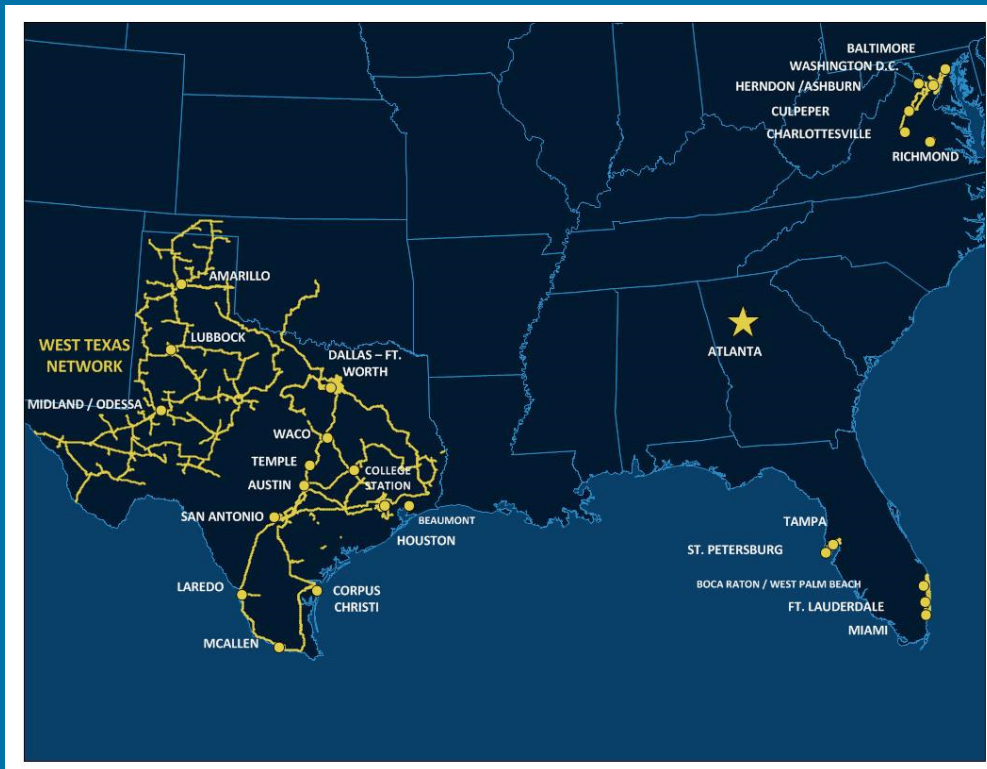 BALTIMORE
WASHINGTON D.C.
HERNDON /ASHBURN
CULPEPER
CHARLOTTESVILLE
RICHMOND
AMARILLO
LUBBOCK
WEST TEXAS
NETWORK
DALLAS – FT.
WORTH
ATLANTA
MIDLAND / ODESSA
WACO
TEMPLE
COLLEGE
STATION
AUSTIN
SAN ANTONIO
BEAUMONT
HOUSTON
TAMPA
ST. PETERSBURG
LAREDO
CORPUS
CHRISTI
BOCA RATON / WEST PALM BEACH
FT. LAUDERDALE
MIAMI
MCALLEN